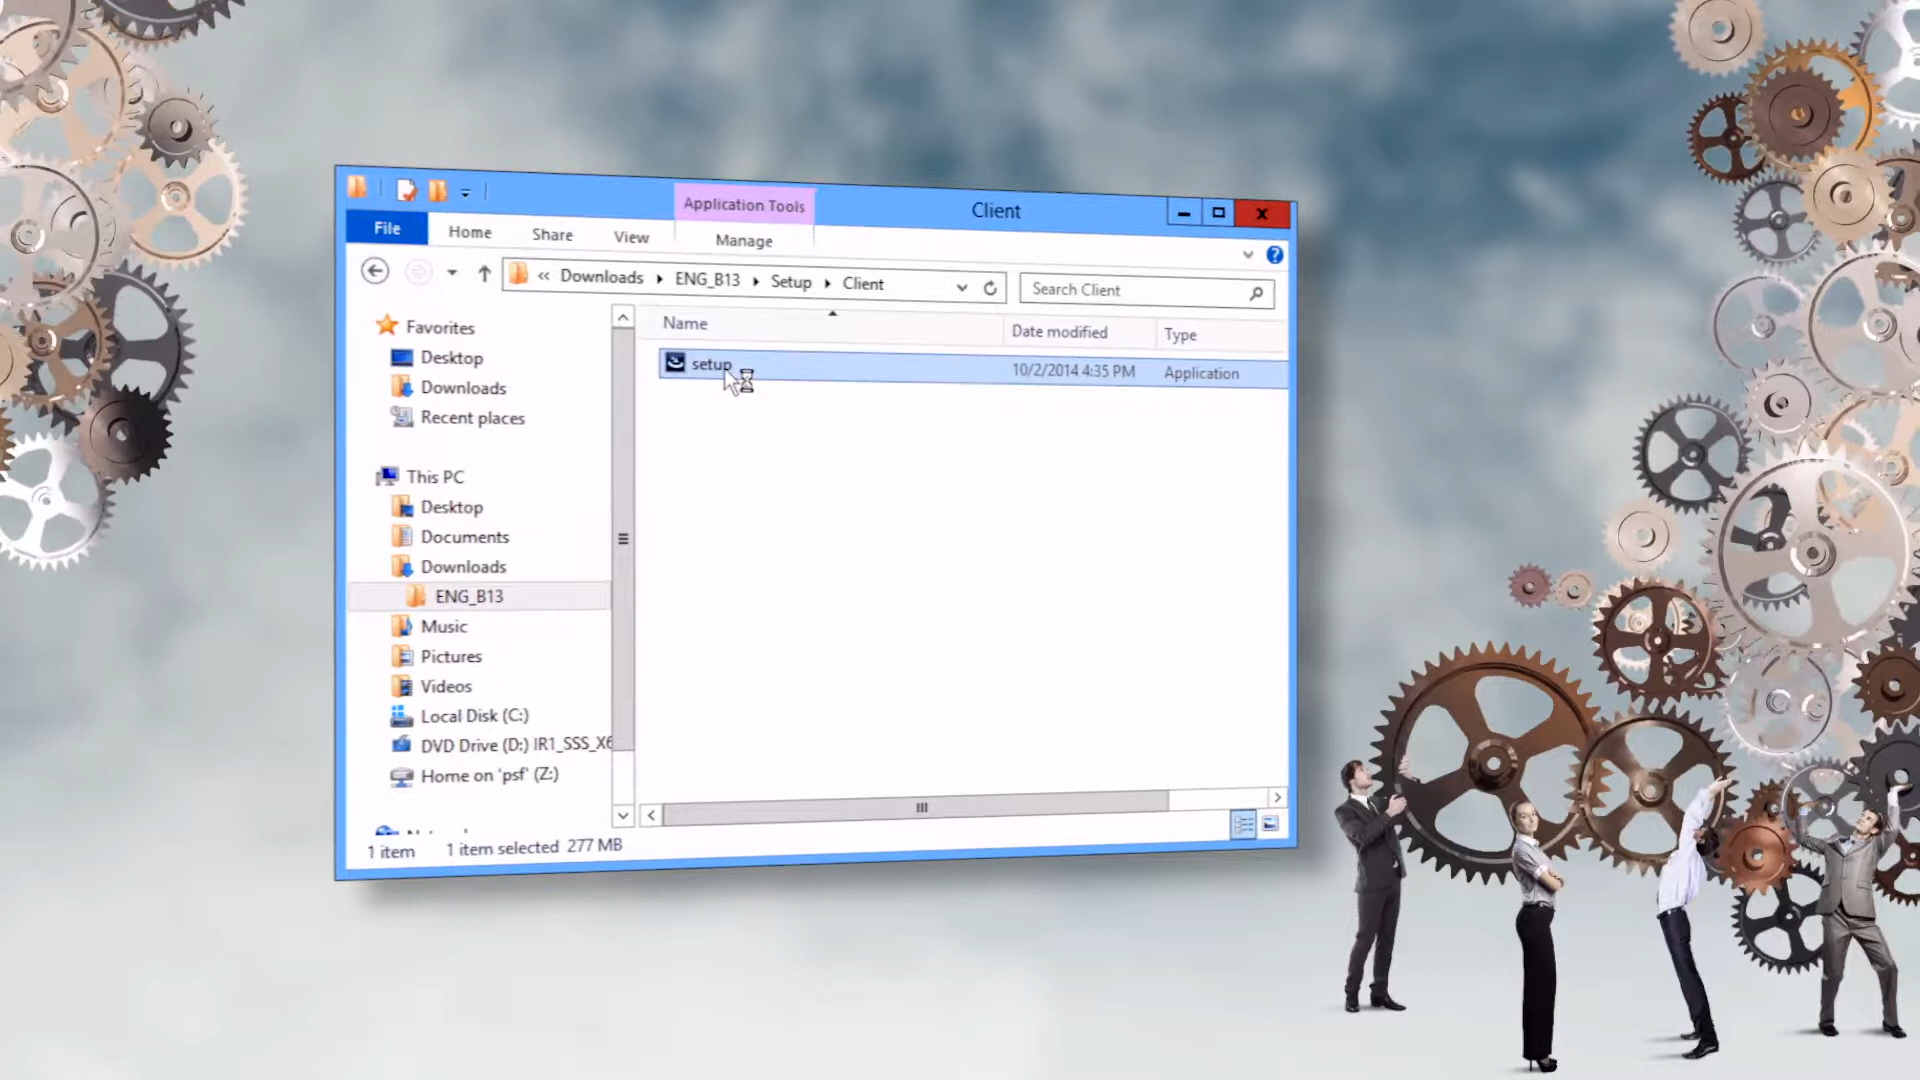 Application Tools
Client
File
Home
Share
View
Manage
« Downloads ▸ ENG_B13 ▸ Setup ▸ Client
Search Client
Favorites
Desktop
Downloads
Recent places
This PC
Desktop
Documents
Downloads
ENG_B13
Music
Pictures
Videos
Local Disk (C:)
DVD Drive (D:) IR1_SSS_X6
Home on 'psf' (Z:)
Name
Date modified
Type
setup
10/2/2014 4:35 PM
Application
1 item
1 item selected 277 MB